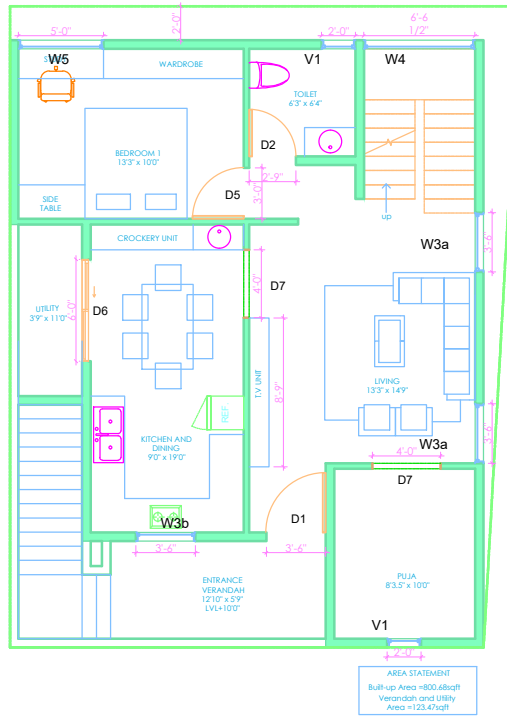 2'-0"
5'-0"
2'-0"
6'-6
1/2"
W5
V1
W4
WARDROBE
TOILET
6'3" x 6'4"
D2
BEDROOM 1
13'3" x 10'0"
2'-9"
D5
3'-0"
SIDE
TABLE
up
CROCKERY UNIT
W3a
3'-6"
4'-0"
D7
UTILITY
3'9" x 11'0"
6'-0"
D6
T.V UNIT
8'-9"
LIVING
13'3" x 14'9"
REF
KITCHEN AND
DINING
9'0" x 19'0"
W3a
3'-6"
4'-0"
D7
W3b
D1
3'-6"
3'-6"
ENTRANCE
VERANDAH
12'10" x 5'9"
LVL+10'0"
PUJA
8'3.5" x 10'0"
V1
2'-0"
AREA STATEMENT
Built-up Area =800.68sqft
Verandah and Utility
Area =123.47sqft